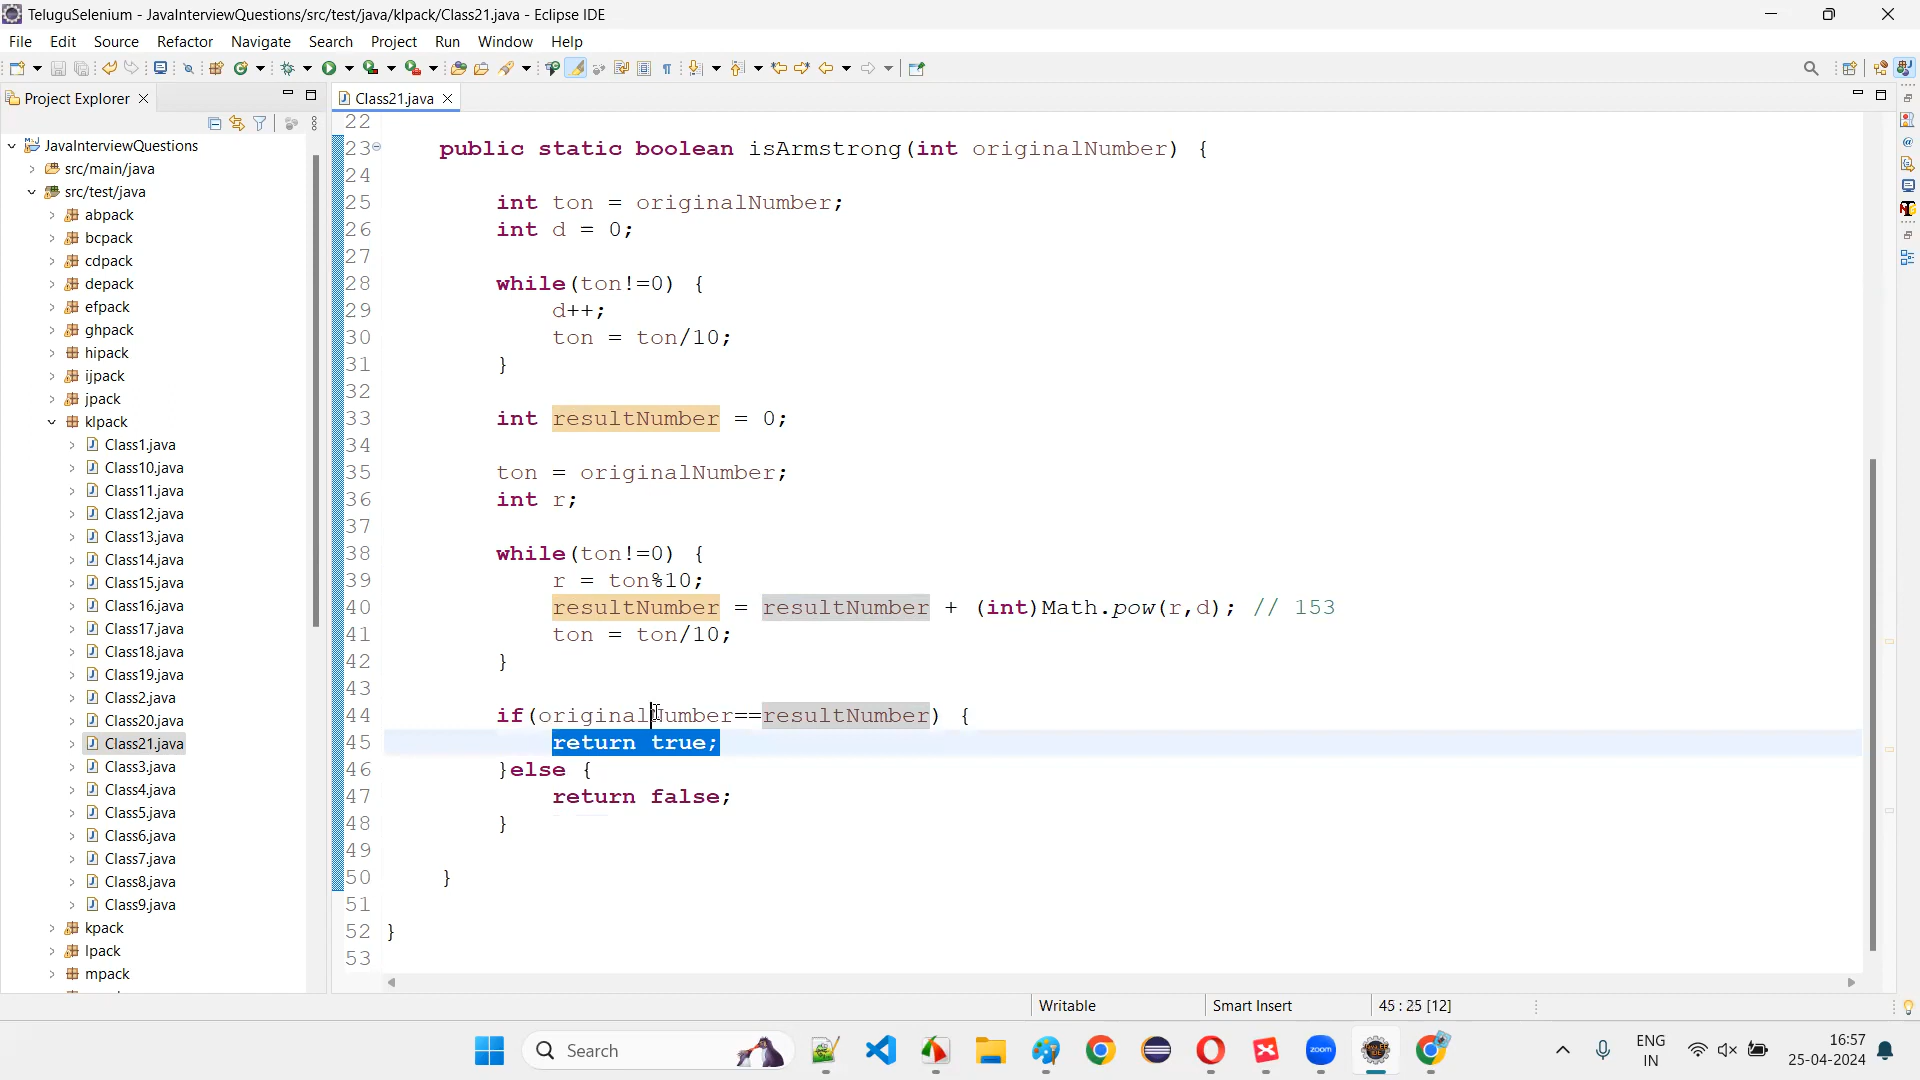 TeluguSelenium - JavaInterviewQuestions/src/test/java/klpack/Class21.java - Eclipse IDE
File Edit Source Refactor Navigate Search Project Run Window Help
Project Explorer
Class21.java
JavaInterviewQuestions
src/main/java
src/test/java
abpack
bcpack
cdpack
depack
efpack
ghpack
hipack
ijpack
jpack
klpack
Class1.java
Class10.java
Class11.java
Class12.java
Class13.java
Class14.java
Class15.java
Class16.java
Class17.java
Class18.java
Class19.java
Class2.java
Class20.java
Class21.java
Class3.java
Class4.java
Class5.java
Class6.java
Class7.java
Class8.java
Class9.java
kpack
lpack
mpack
22
23 public static boolean isArmstrong(int originalNumber) {
24
25 int ton = originalNumber;
26 int d = 0;
27
28 while(ton!=0) {
29 d++;
30 ton = ton/10;
31 }
32
33 int resultNumber = 0;
34
35 ton = originalNumber;
36 int r;
37
38 while(ton!=0) {
39 r = ton%10;
40 resultNumber = resultNumber + (int)Math.pow(r,d); // 153
41 ton = ton/10;
42 }
43
44 if(originalNumber==resultNumber) {
45 return true;
46 }else {
47 return false;
48 }
49
50 }
51
52 }
53
Writable Smart Insert 45 : 25 [12]
Search
zoom
ENG
IN
16:57
25-04-2024